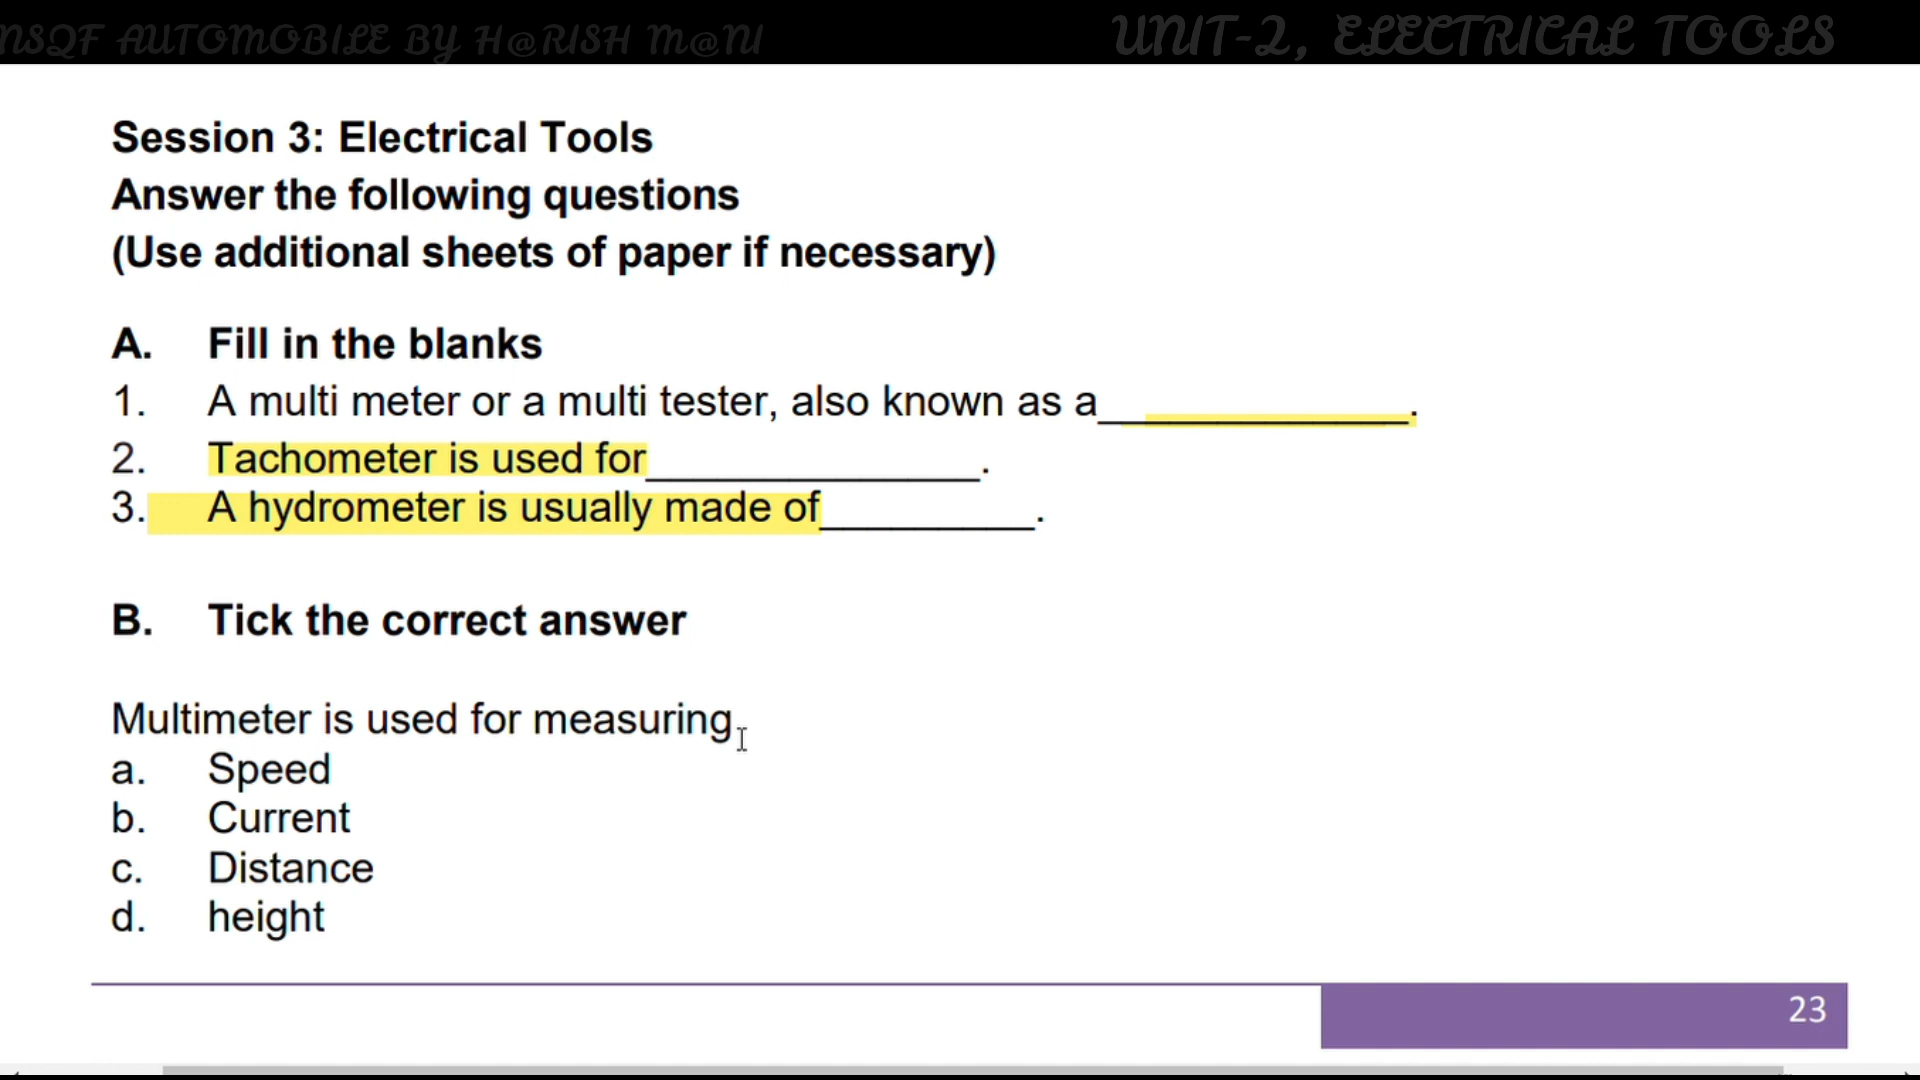 NSQF AUTOMOBILE BY H@RISH M@NI
UNIT-2, ELECTRICAL TOOLS
Session 3: Electrical Tools
Answer the following questions
(Use additional sheets of paper if necessary)
A. Fill in the blanks
1. A multi meter or a multi tester, also known as a_____________.
2. Tachometer is used for______________.
3. A hydrometer is usually made of_________.
B. Tick the correct answer
Multimeter is used for measuring
a. Speed
b. Current
c. Distance
d. height
23